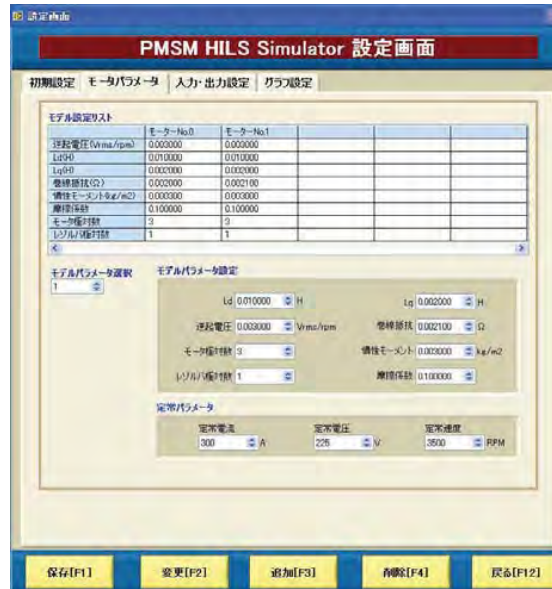 設定画面
PMSM HILS Simulator 設定画面
初期設定 モータパラメータ 入力・出力設定 グラフ設定
モデル設定リスト
モーターNo.0 モーターNo.1
逆起電圧(Vrms/rpm) 0.003000 0.003000
Ld(H) 0.010000 0.010000
Lq(H) 0.002000 0.002000
巻線抵抗(Ω) 0.002000 0.002100
慣性モーメント(kg/m2) 0.000300 0.003000
摩擦係数 0.100000 0.100000
モータ極対数 3 3
レゾルバ極対数 1 1
モデルパラメータ選択
1
モデルパラメータ設定
Ld 0.010000 H Lq 0.002000 H
逆起電圧 0.003000 Vrms/rpm 巻線抵抗 0.002100 Ω
モータ極対数 3 慣性モーメント 0.003000 kg/m2
レゾルバ極対数 1 摩擦係数 0.100000
定常パラメータ
定常電流 定常電圧 定常速度
300 A 225 V 3500 RPM
保存[F1] 変更[F2] 追加[F3] 削除[F4] 戻る[F12]